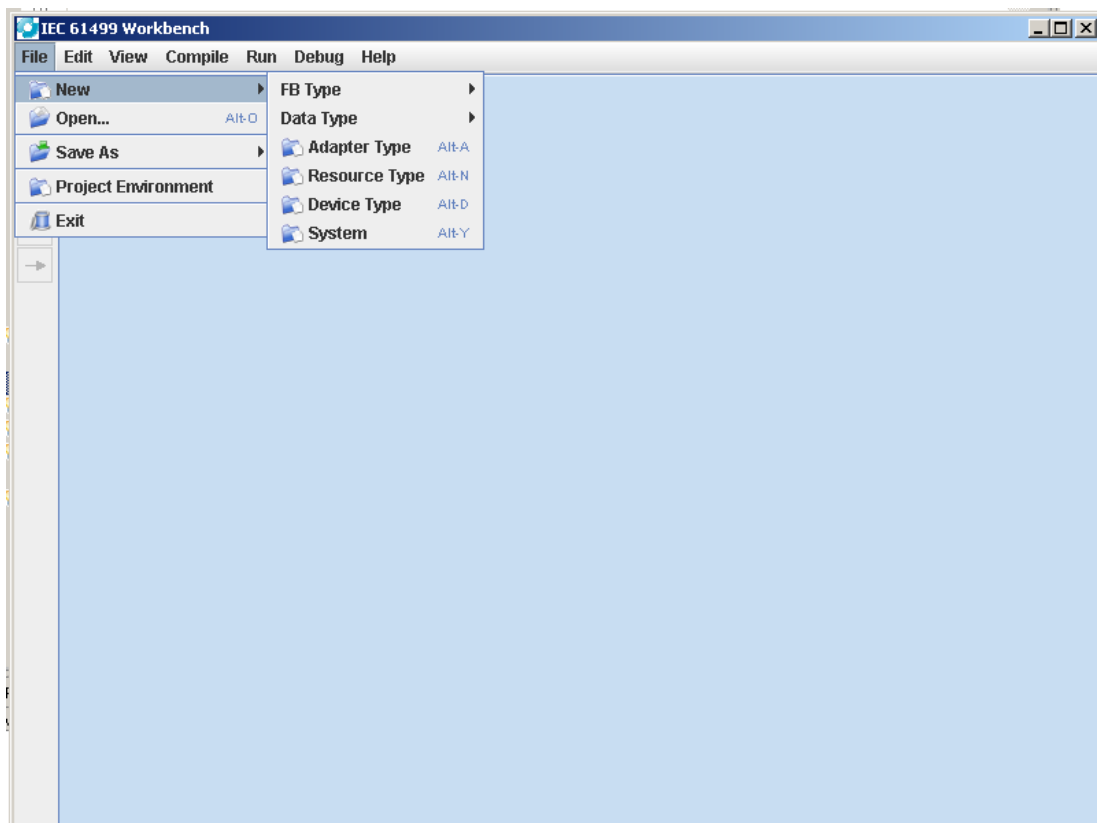 IEC 61499 Workbench
File Edit View Compile Run Debug Help
New
Open... Alt-O
Save As
Project Environment
Exit
FB Type
Data Type
Adapter Type Alt-A
Resource Type Alt-N
Device Type Alt-D
System Alt-Y